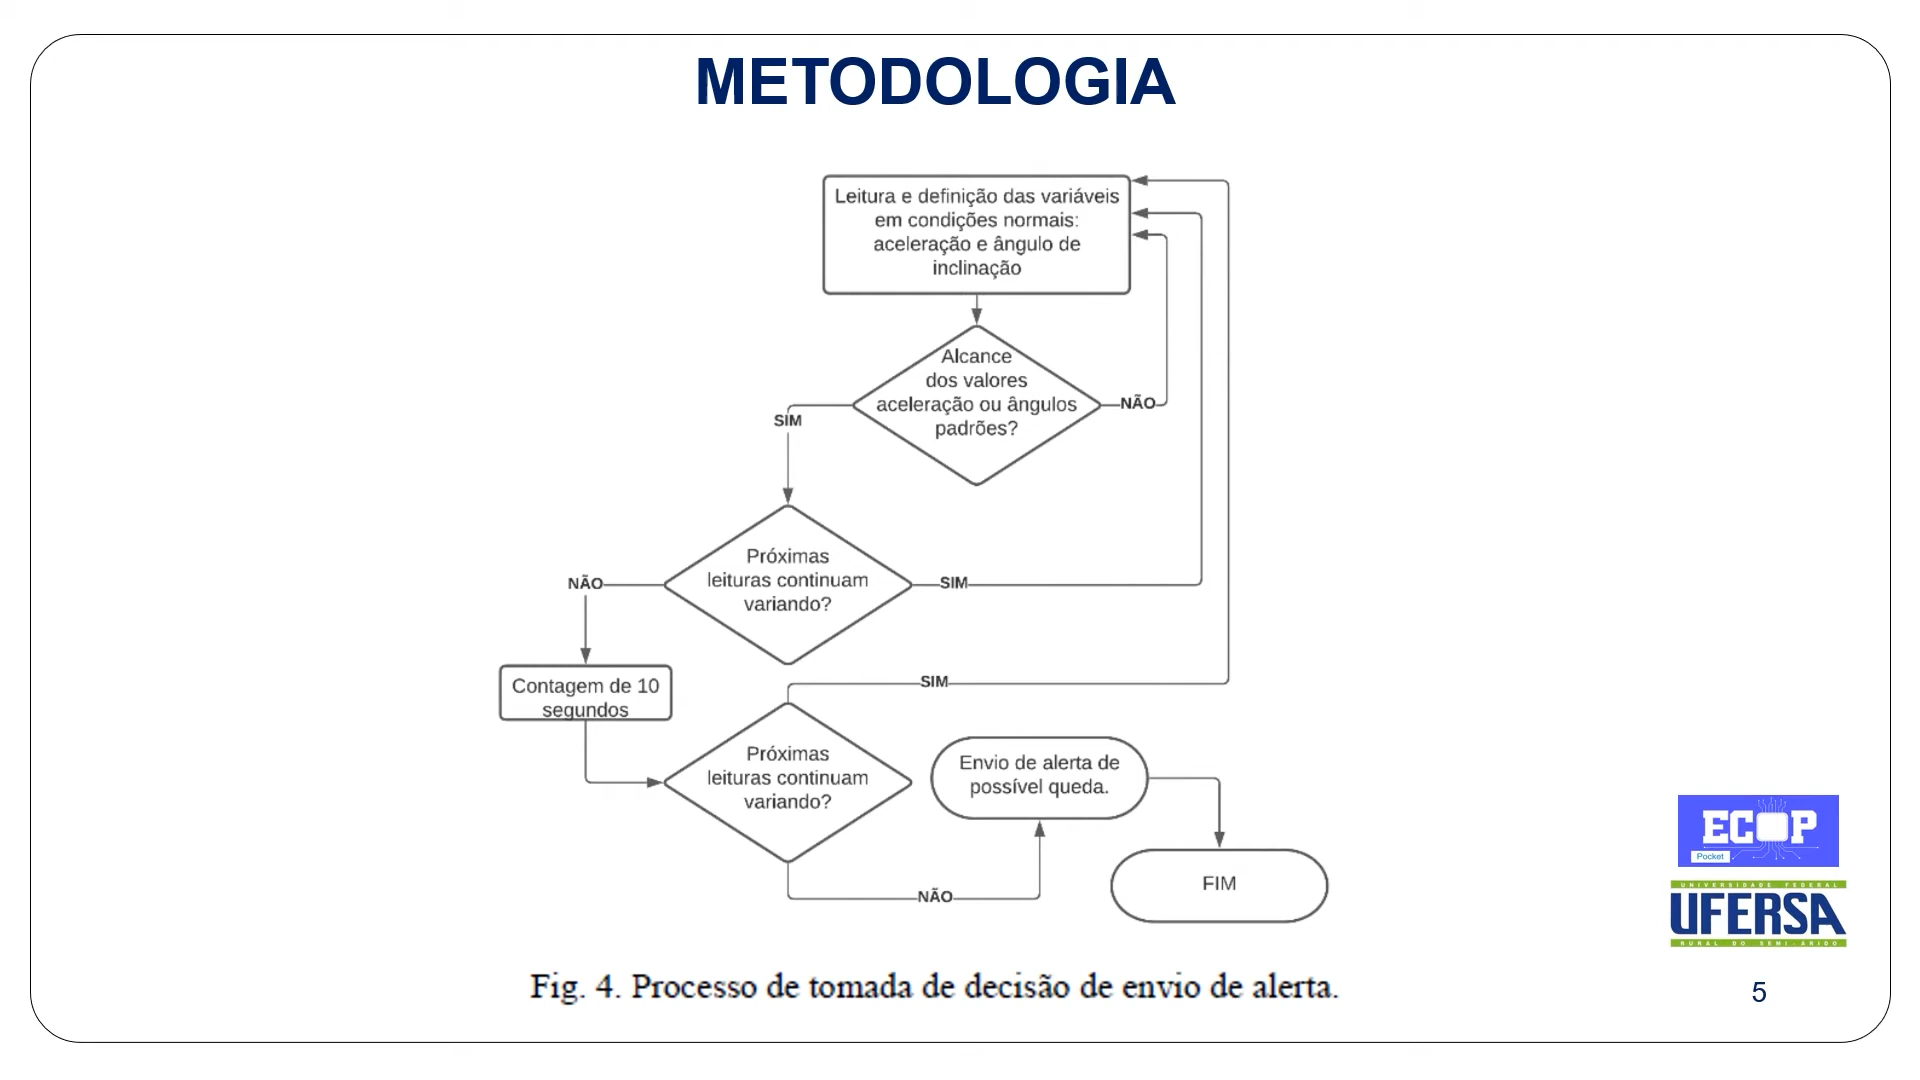 METODOLOGIA
Leitura e definição das variáveis
em condições normais:
aceleração e ângulo de
inclinação
Alcance
dos valores
aceleração ou ângulos
padrões?
NÃO
SIM
Próximas
leituras continuam
variando?
NÃO
SIM
Contagem de 10
segundos
SIM
Próximas
leituras continuam
variando?
Envio de alerta de
possível queda.
NÃO
FIM
ECOP
Pocket
UNIVERSIDADE FEDERAL
UFERSA
RURAL DO SEMI-ÁRIDO
Fig. 4. Processo de tomada de decisão de envio de alerta.
5